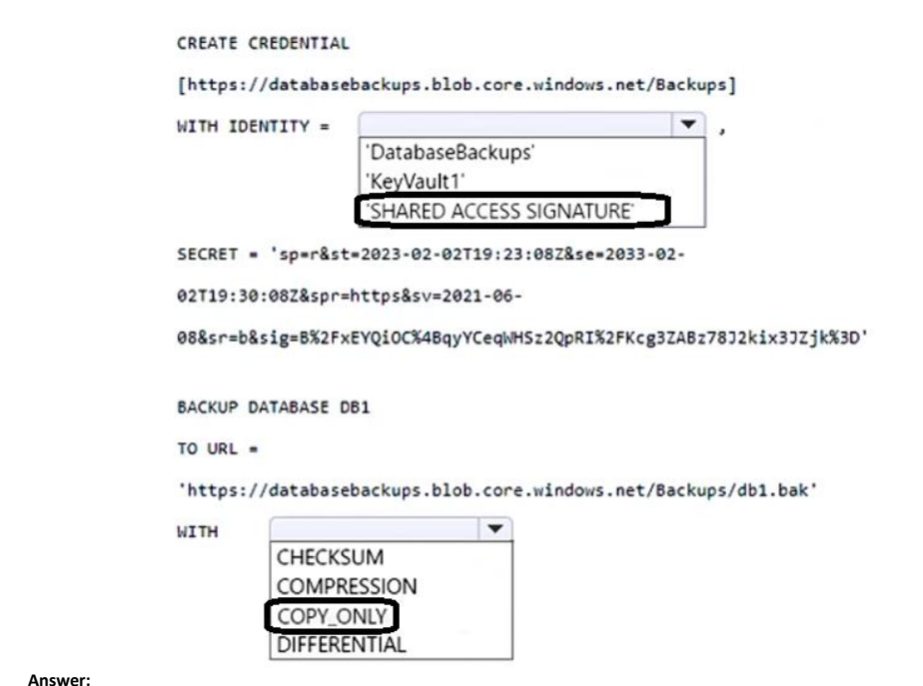 CREATE CREDENTIAL
[https://databasebackups.blob.core.windows.net/Backups]
WITH IDENTITY = ,
'DatabaseBackups'
'KeyVault1'
'SHARED ACCESS SIGNATURE'
SECRET = 'sp=r&st=2023-02-02T19:23:08Z&se=2033-02-
02T19:30:08Z&spr=https&sv=2021-06-
08&sr=b&sig=B%2FxEYQiOC%4BqyYCeqWHSz2QpRI%2FKcg3ZABz78J2kix3JZjk%3D'
BACKUP DATABASE DB1
TO URL =
'https://databasebackups.blob.core.windows.net/Backups/db1.bak'
WITH
CHECKSUM
COMPRESSION
COPY_ONLY
DIFFERENTIAL
Answer: